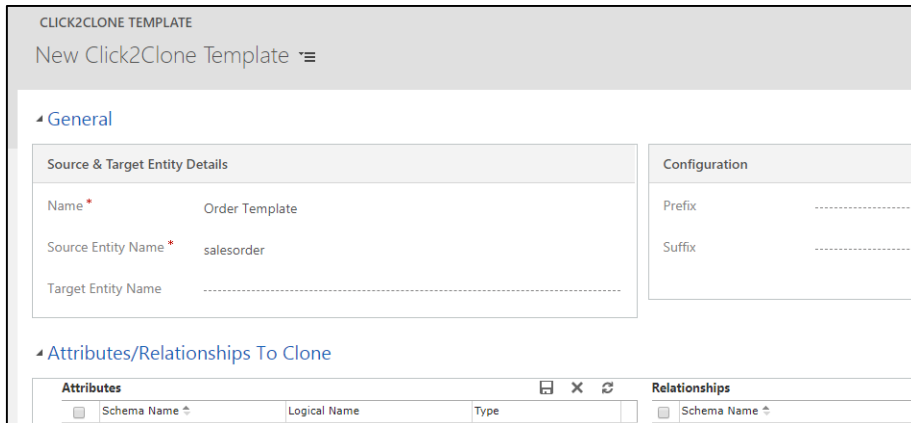 CLICK2CLONE TEMPLATE
New Click2Clone Template
General
Source & Target Entity Details
Name *
Order Template
Source Entity Name *
salesorder
Target Entity Name
Configuration
Prefix
Suffix
Attributes/Relationships To Clone
Attributes
Schema Name
Logical Name
Type
Relationships
Schema Name